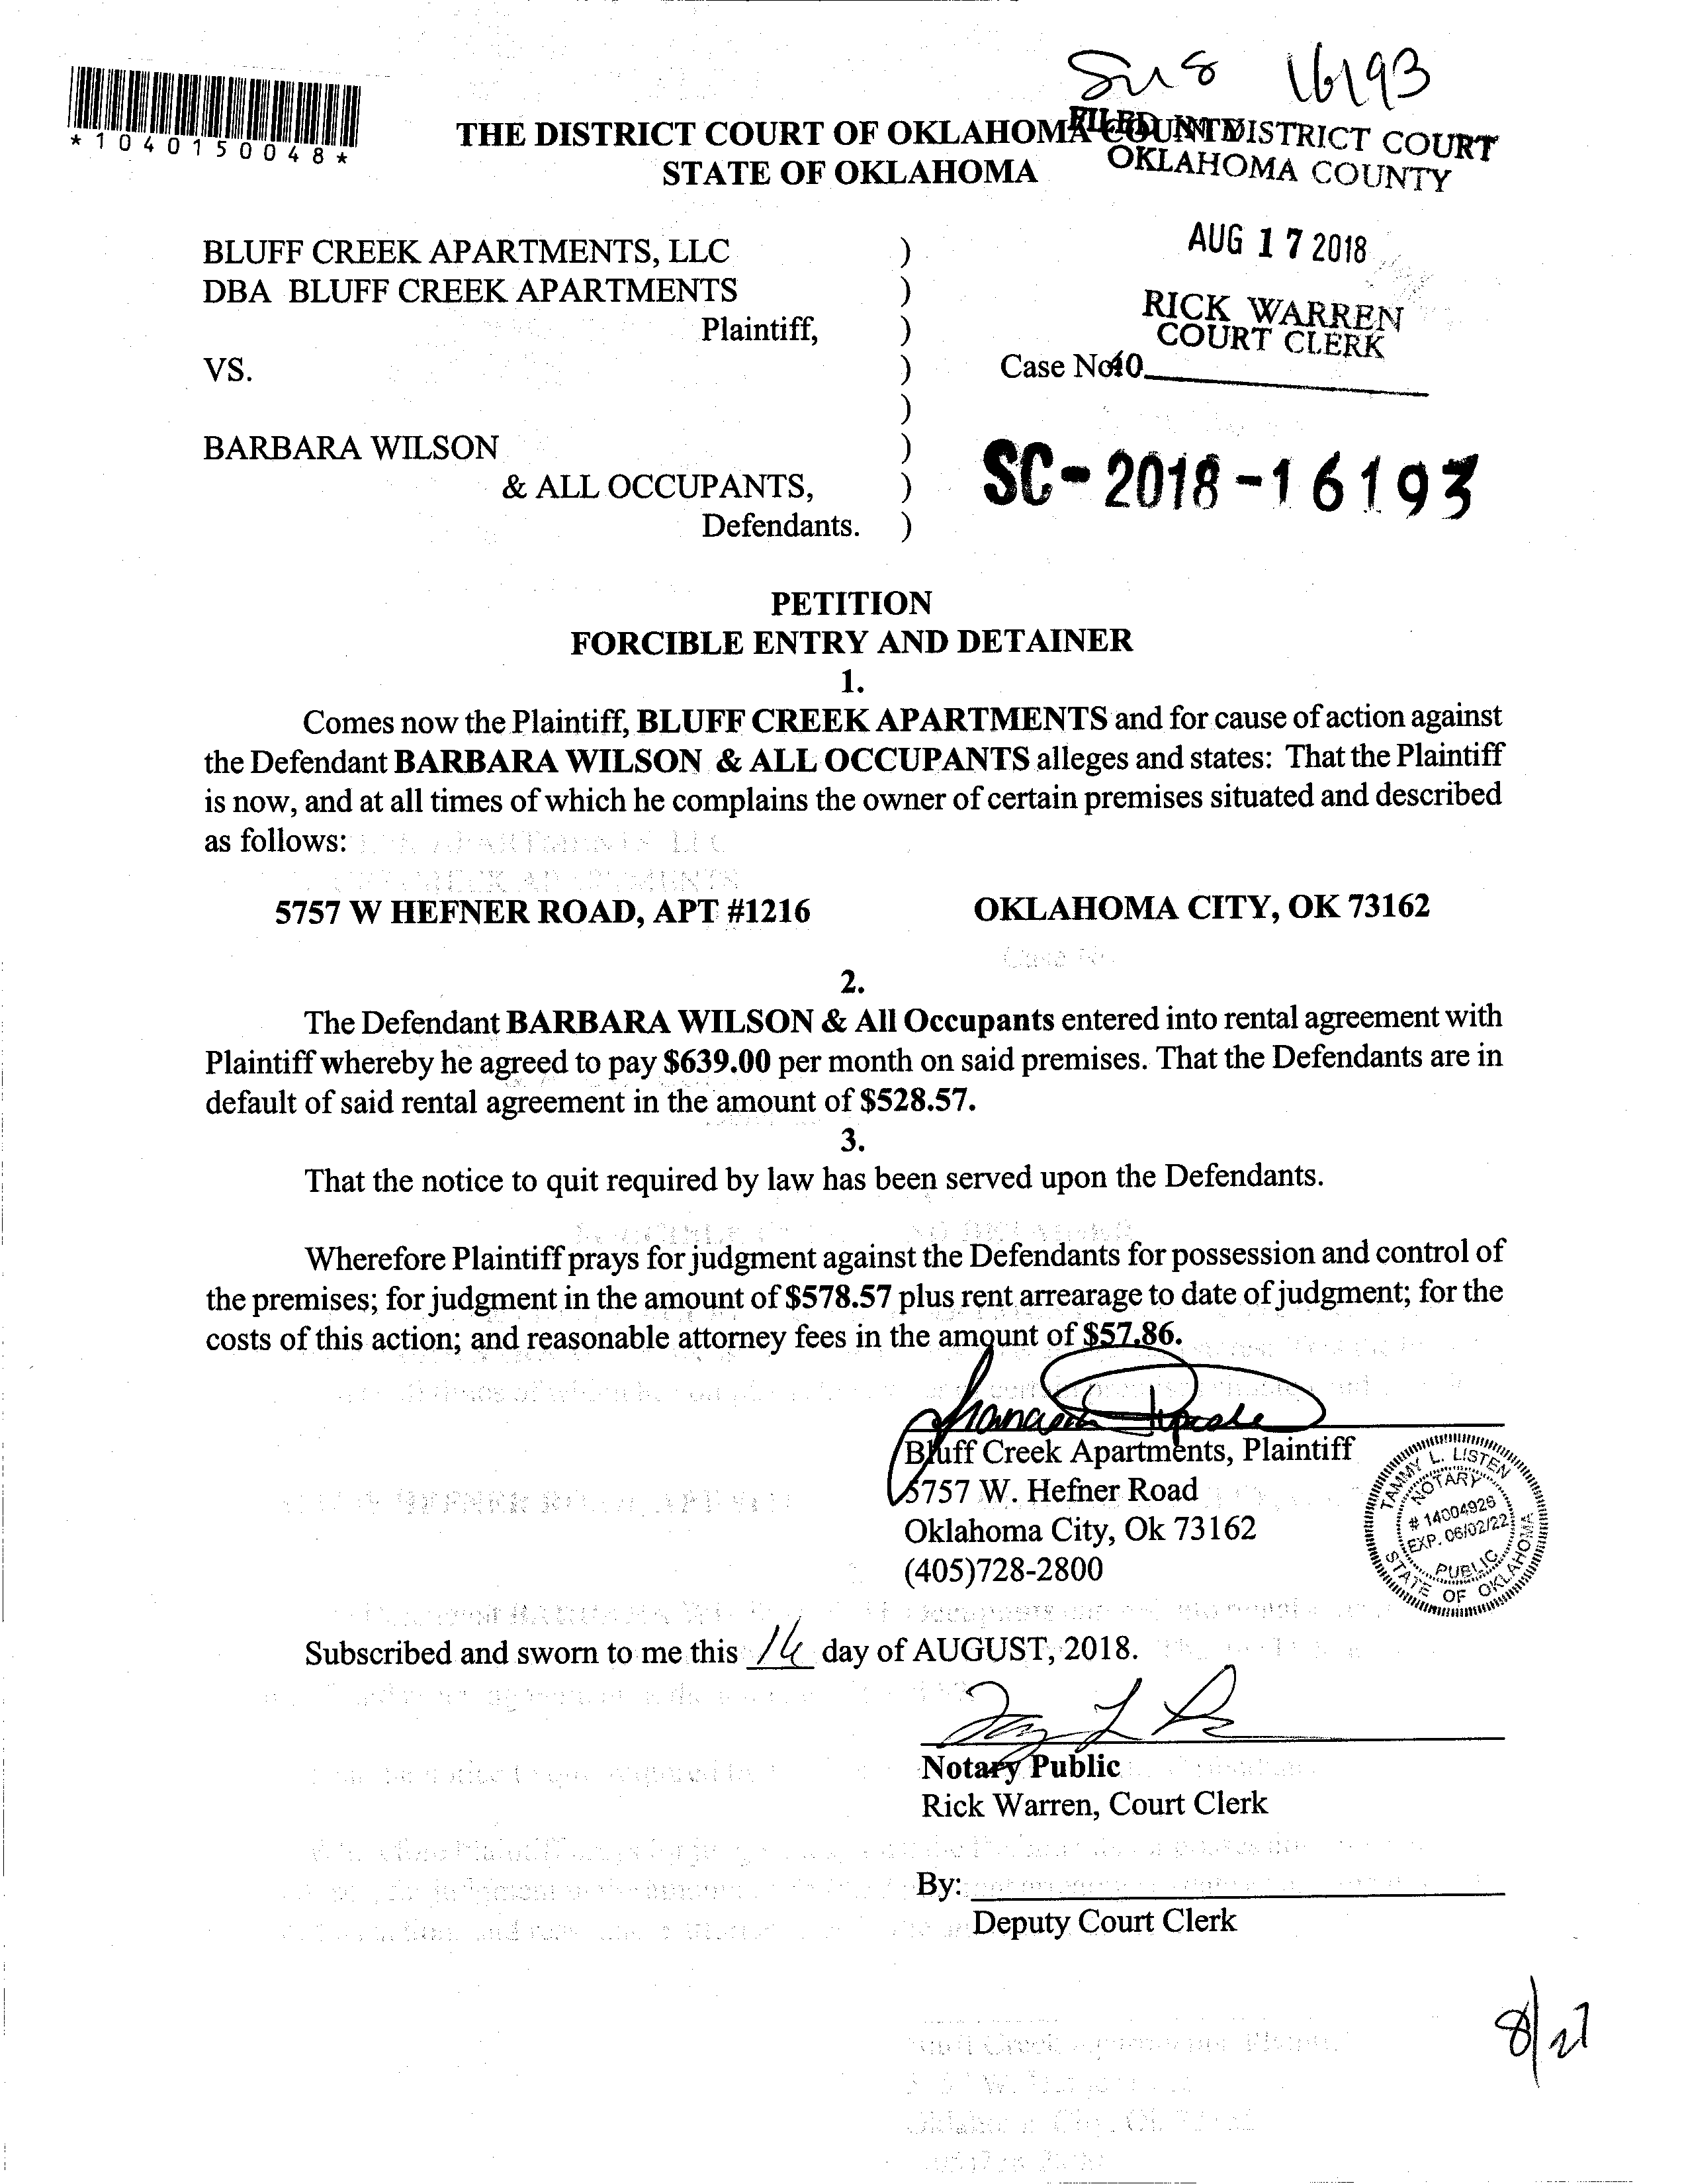 Sus 16193
*1040150048*
THE DISTRICT COURT OF OKLAHOMA COUNTY
STATE OF OKLAHOMA
FILED IN DISTRICT COURT
OKLAHOMA COUNTY
AUG 17 2018
RICK WARREN
COURT CLERK
40
BLUFF CREEK APARTMENTS, LLC )
DBA BLUFF CREEK APARTMENTS )
Plaintiff, )
VS. ) Case No.
)
BARBARA WILSON )
& ALL OCCUPANTS, ) SC-2018-16193
Defendants. )
PETITION
FORCIBLE ENTRY AND DETAINER
1.
Comes now the Plaintiff, BLUFF CREEK APARTMENTS and for cause of action against
the Defendant BARBARA WILSON & ALL OCCUPANTS alleges and states: That the Plaintiff
is now, and at all times of which he complains the owner of certain premises situated and described
as follows:
5757 W HEFNER ROAD, APT #1216 OKLAHOMA CITY, OK 73162
2.
The Defendant BARBARA WILSON & All Occupants entered into rental agreement with
Plaintiff whereby he agreed to pay $639.00 per month on said premises. That the Defendants are in
default of said rental agreement in the amount of $528.57.
3.
That the notice to quit required by law has been served upon the Defendants.
Wherefore Plaintiff prays for judgment against the Defendants for possession and control of
the premises; for judgment in the amount of $578.57 plus rent arrearage to date of judgment; for the
costs of this action; and reasonable attorney fees in the amount of $57.86.
Bluff Creek Apartments, Plaintiff
5757 W. Hefner Road
Oklahoma City, Ok 73162
(405)728-2800
TAMMY L. LISTEN
NOTARY
# 14004926
EXP. 06/02/22
PUBLIC
STATE OF OKLAHOMA
Subscribed and sworn to me this 16 day of AUGUST, 2018.
Notary Public
Rick Warren, Court Clerk
By:
Deputy Court Clerk
8/27